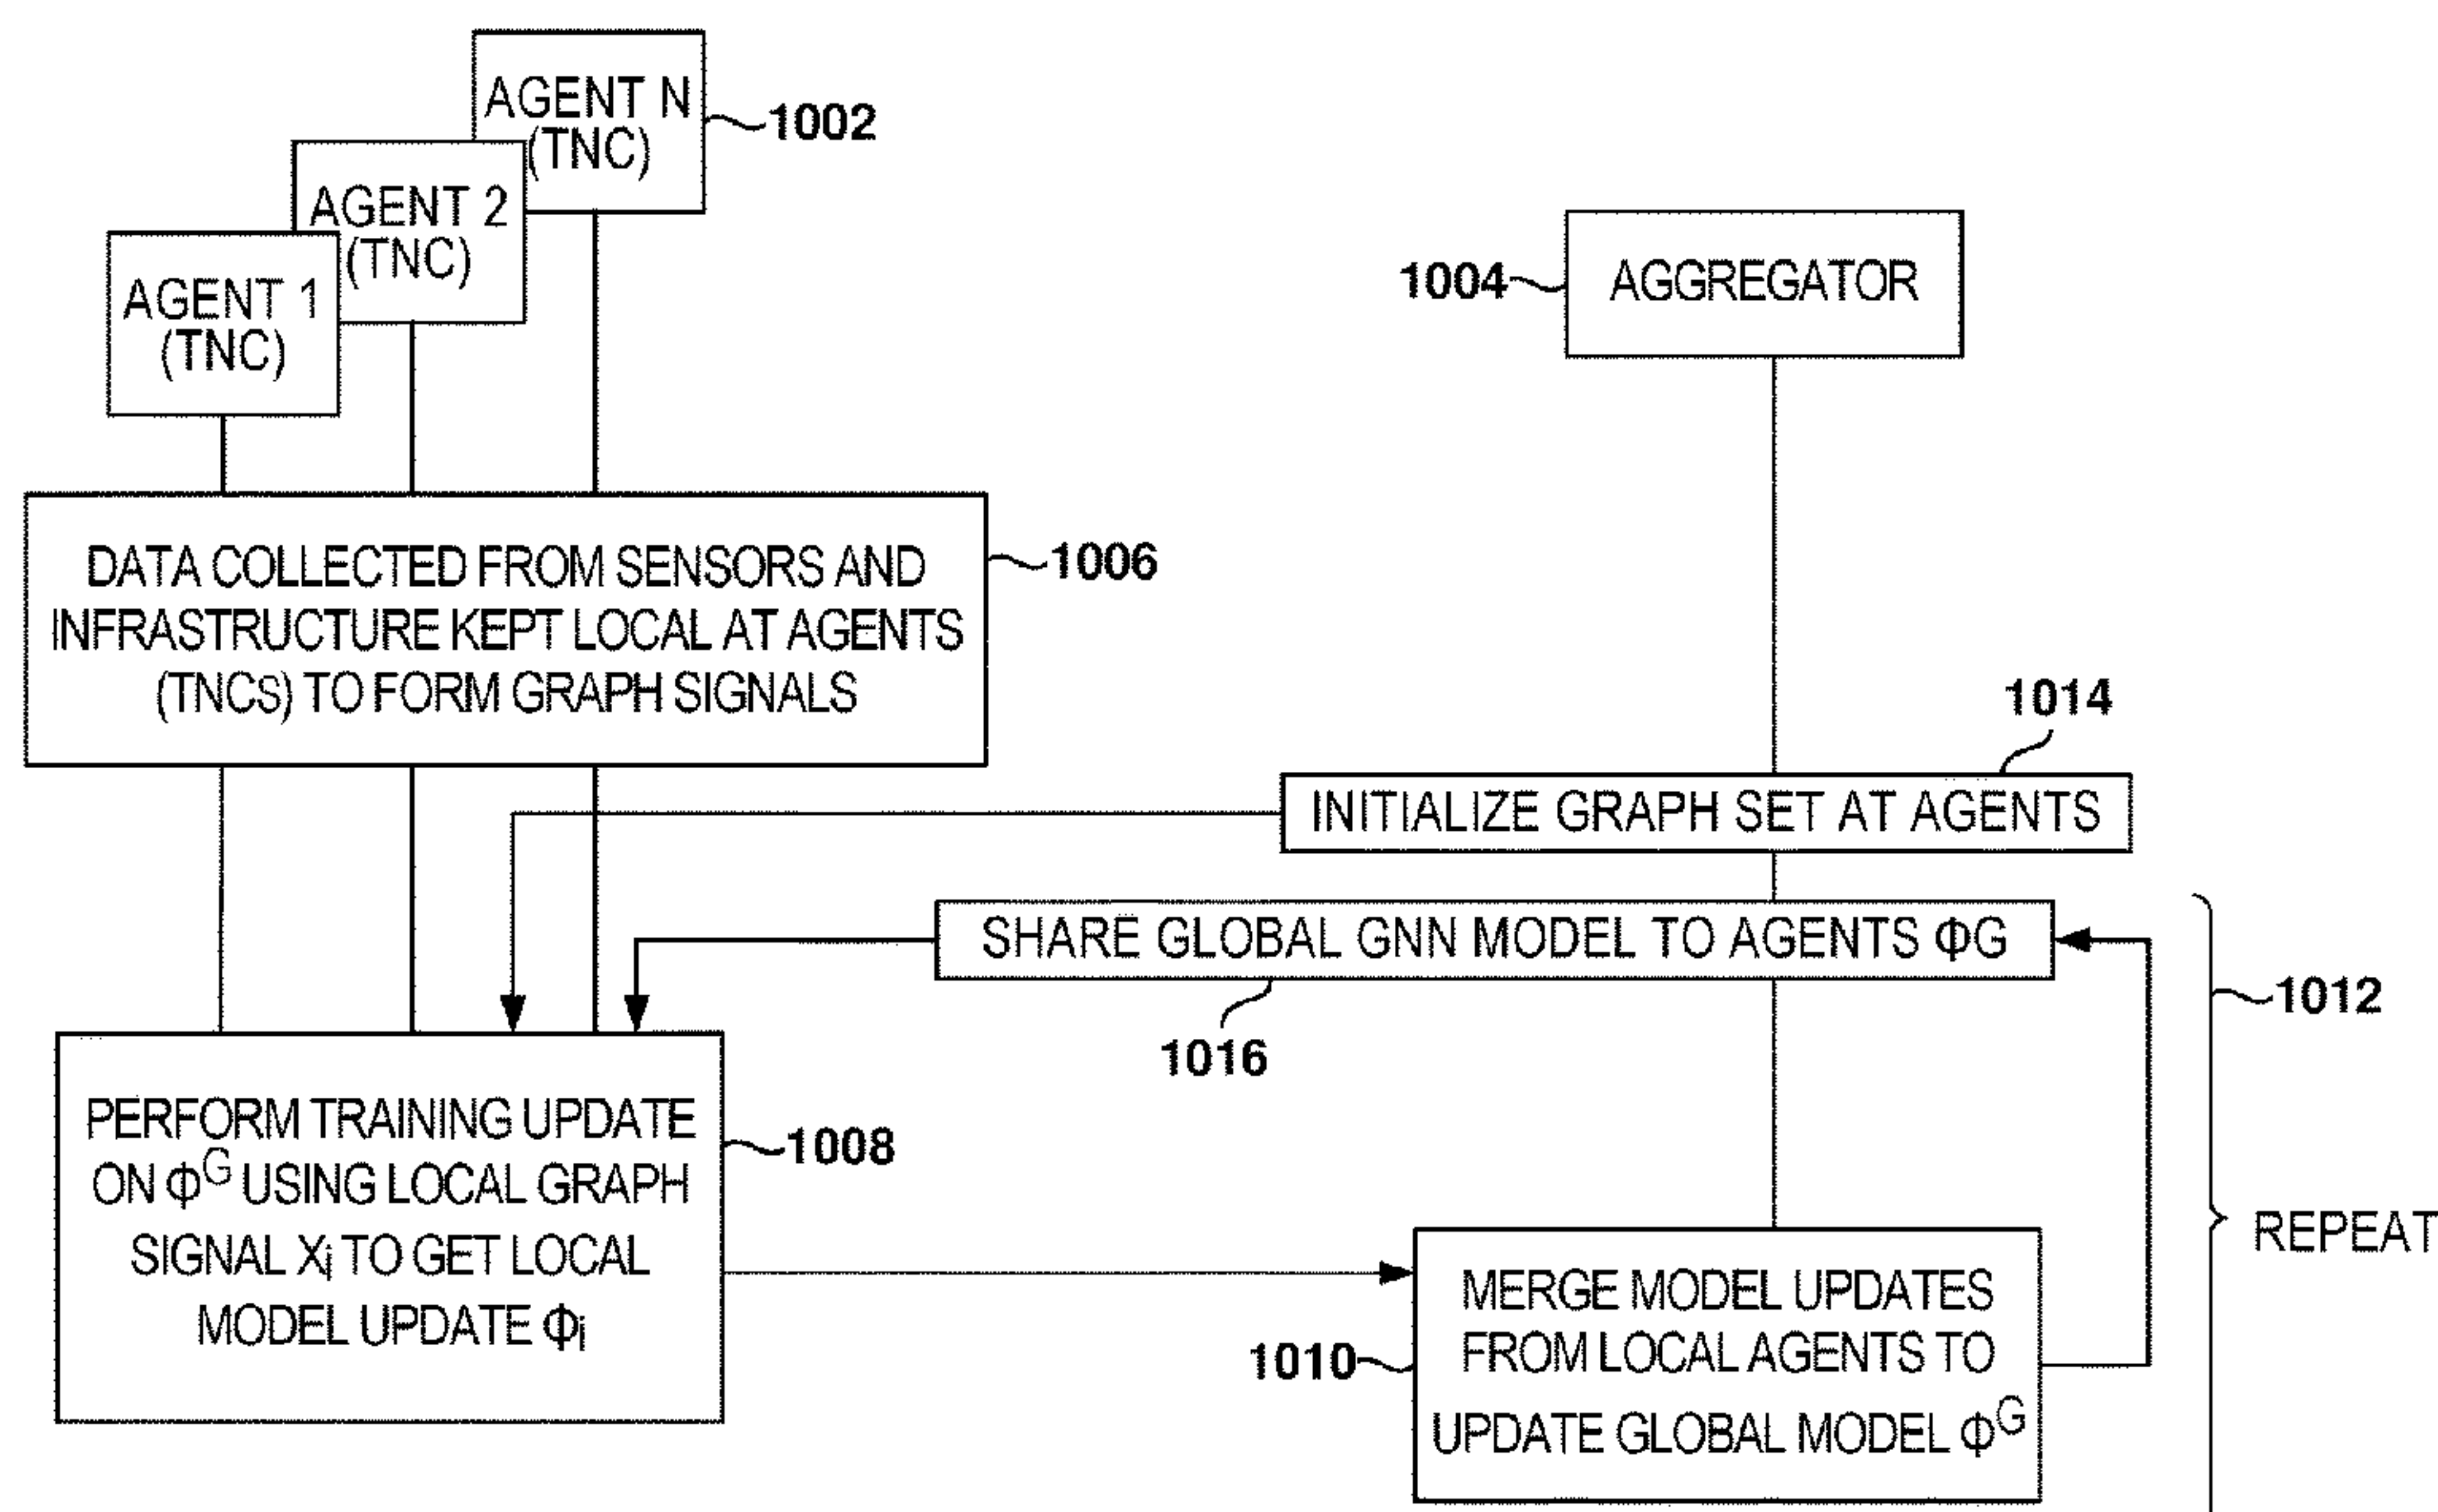 AGENT N
(TNC)
1002
AGENT 2
(TNC)
AGENT 1
(TNC)
1004
AGGREGATOR
DATA COLLECTED FROM SENSORS AND
INFRASTRUCTURE KEPT LOCAL AT AGENTS
(TNCS) TO FORM GRAPH SIGNALS
1006
1014
INITIALIZE GRAPH SET AT AGENTS
SHARE GLOBAL GNN MODEL TO AGENTS ΦG
1016
1012
REPEAT
PERFORM TRAINING UPDATE
ON Φᴳ USING LOCAL GRAPH
SIGNAL Xᵢ TO GET LOCAL
MODEL UPDATE Φᵢ
1008
MERGE MODEL UPDATES
FROM LOCAL AGENTS TO
UPDATE GLOBAL MODEL Φᴳ
1010